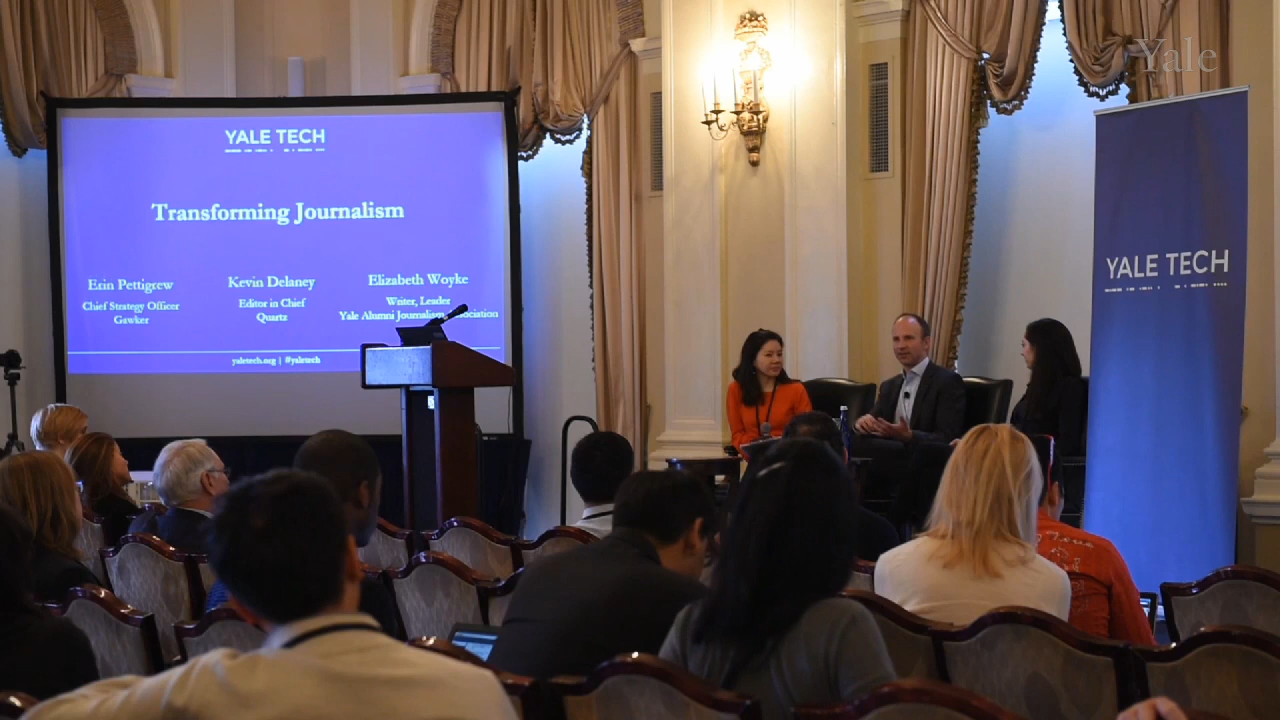 Yale
YALE TECH
Transforming Journalism
Erin Pettigrew
Chief Strategy Officer
Gawker
Kevin Delaney
Editor in Chief
Quartz
Elizabeth Woyke
Writer, Leader
Yale Alumni Journalism
yaletech.org | #yaletech
YALE TECH